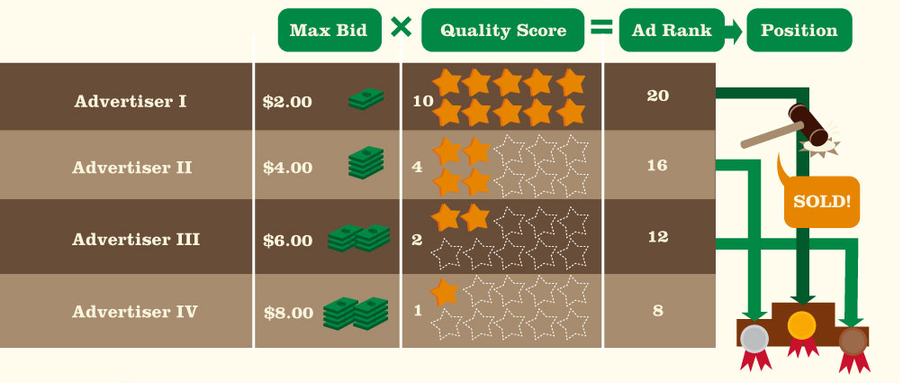 Max Bid × Quality Score = Ad Rank Position
Advertiser I $2.00 10 20
Advertiser II $4.00 4 16
SOLD!
Advertiser III $6.00 2 12
Advertiser IV $8.00 1 8